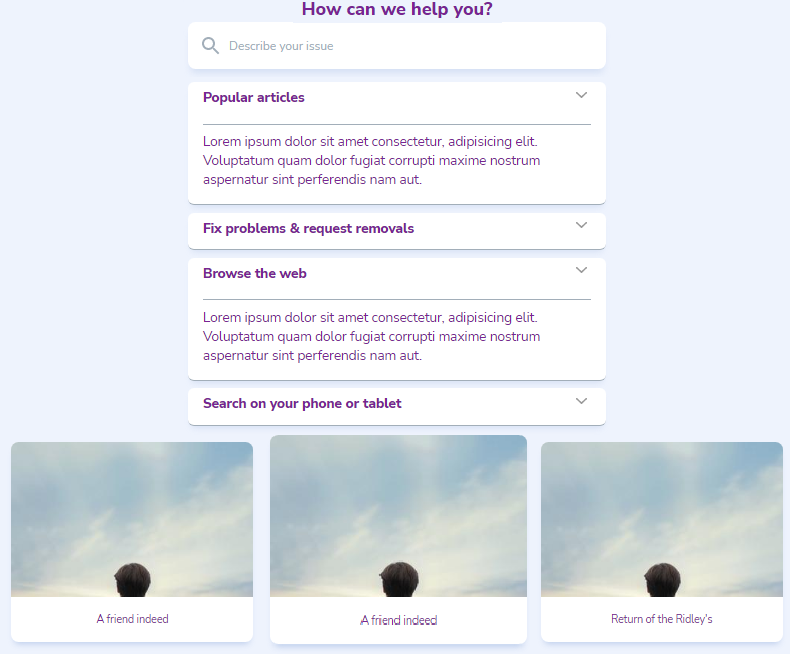 How can we help you?
Describe your issue
Popular articles
Lorem ipsum dolor sit amet consectetur, adipisicing elit.
Voluptatum quam dolor fugiat corrupti maxime nostrum
aspernatur sint perferendis nam aut.
Fix problems & request removals
Browse the web
Lorem ipsum dolor sit amet consectetur, adipisicing elit.
Voluptatum quam dolor fugiat corrupti maxime nostrum
aspernatur sint perferendis nam aut.
Search on your phone or tablet
A friend indeed
A friend indeed
Return of the Ridley's